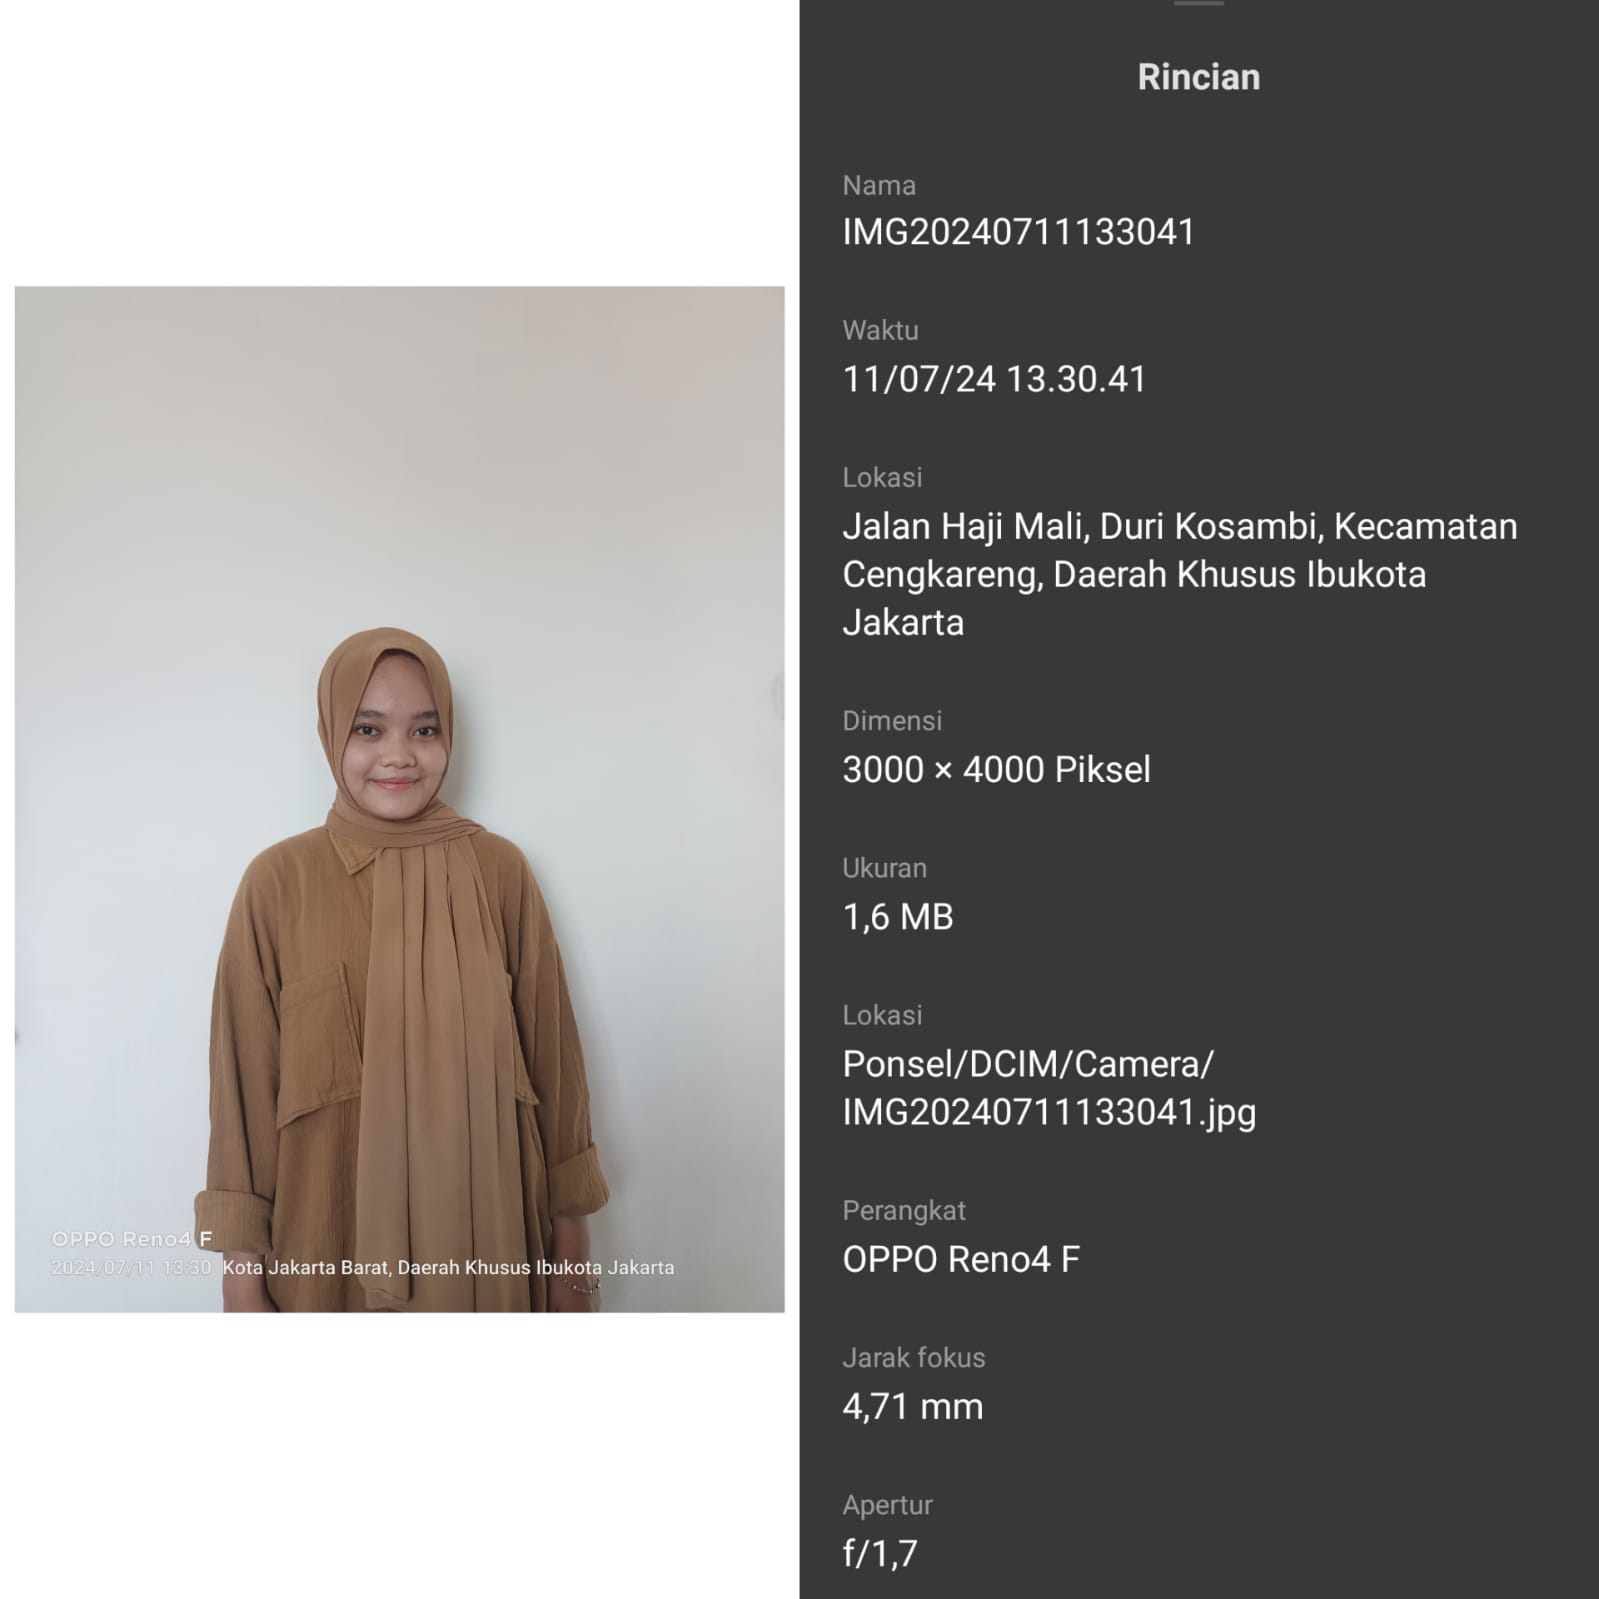 OPPO Reno4 F
2024/07/11 13:30 Kota Jakarta Barat, Daerah Khusus Ibukota Jakarta
Rincian
Nama
IMG20240711133041
Waktu
11/07/24 13.30.41
Lokasi
Jalan Haji Mali, Duri Kosambi, Kecamatan
Cengkareng, Daerah Khusus Ibukota
Jakarta
Dimensi
3000 × 4000 Piksel
Ukuran
1,6 MB
Lokasi
Ponsel/DCIM/Camera/
IMG20240711133041.jpg
Perangkat
OPPO Reno4 F
Jarak fokus
4,71 mm
Apertur
f/1,7